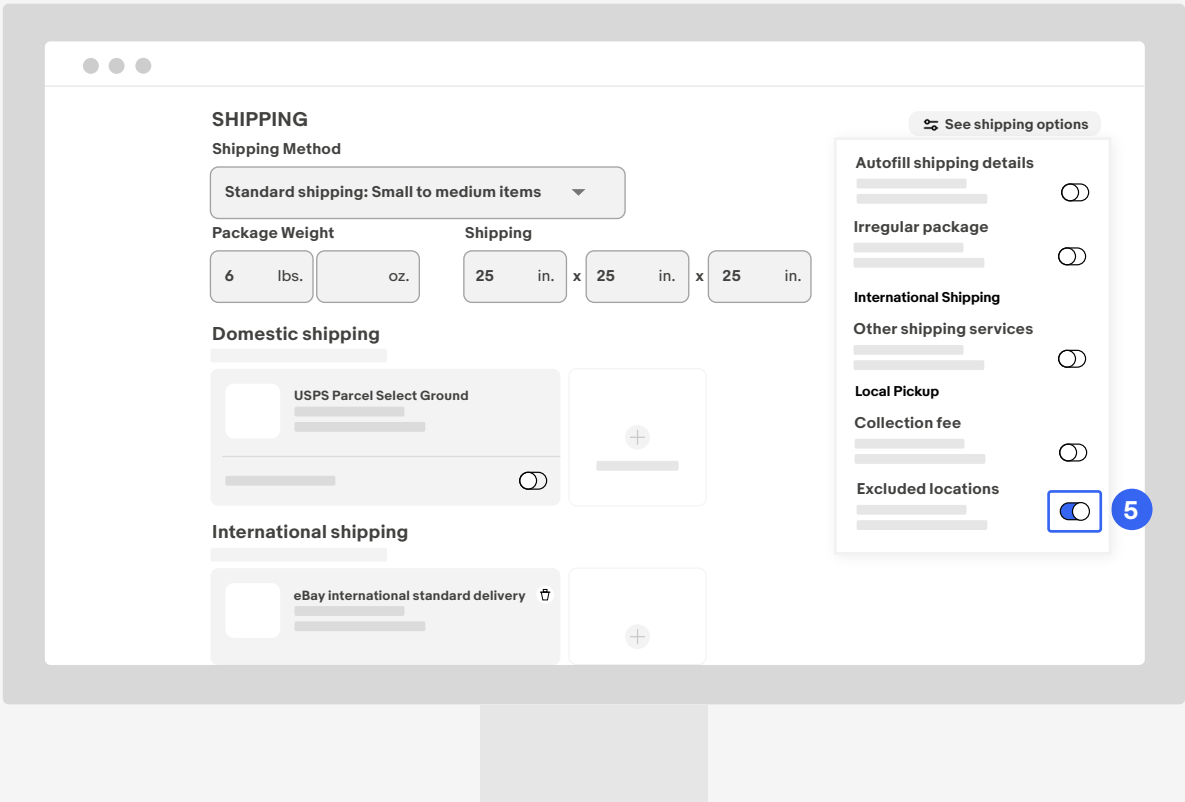 SHIPPING
Shipping Method
Standard shipping: Small to medium items
Package Weight
Shipping
6 lbs.
oz.
25 in. x 25 in. x 25 in.
Domestic shipping
USPS Parcel Select Ground
International shipping
eBay international standard delivery
See shipping options
Autofill shipping details
Irregular package
International Shipping
Other shipping services
Local Pickup
Collection fee
Excluded locations
5